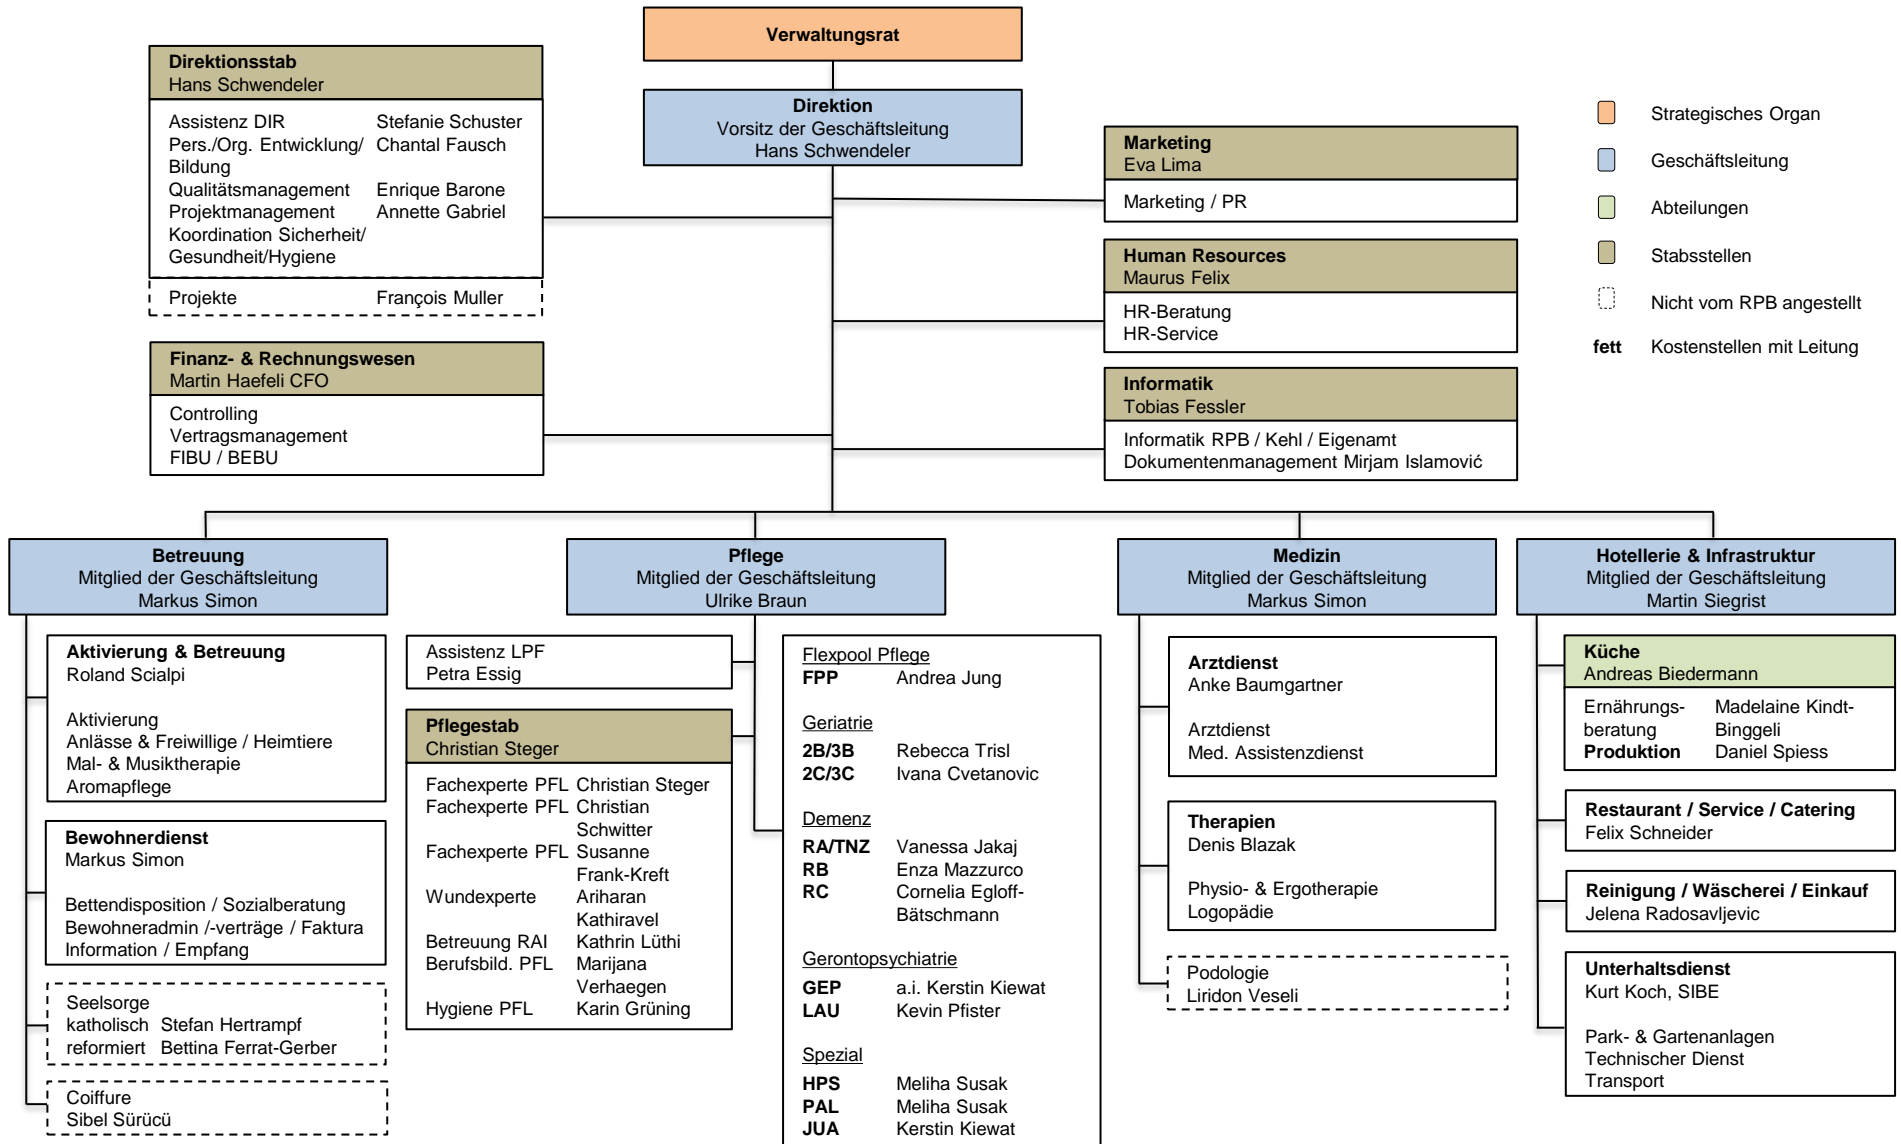 Verwaltungsrat
Direktion
Vorsitz der Geschäftsleitung
Hans Schwendeler
Direktionsstab
Hans Schwendeler
Assistenz DIR Stefanie Schuster
Pers./Org. Entwicklung/ Chantal Fausch
Bildung
Qualitätsmanagement Enrique Barone
Projektmanagement Annette Gabriel
Koordination Sicherheit/
Gesundheit/Hygiene
Projekte François Muller
Finanz- & Rechnungswesen
Martin Haefeli CFO
Controlling
Vertragsmanagement
FIBU / BEBU
Marketing
Eva Lima
Marketing / PR
Human Resources
Maurus Felix
HR-Beratung
HR-Service
Informatik
Tobias Fessler
Informatik RPB / Kehl / Eigenamt
Dokumentenmanagement Mirjam Islamović
Strategisches Organ
Geschäftsleitung
Abteilungen
Stabsstellen
Nicht vom RPB angestellt
fett Kostenstellen mit Leitung
Betreuung
Mitglied der Geschäftsleitung
Markus Simon
Aktivierung & Betreuung
Roland Scialpi
Aktivierung
Anlässe & Freiwillige / Heimtiere
Mal- & Musiktherapie
Aromapflege
Bewohnerdienst
Markus Simon
Bettendisposition / Sozialberatung
Bewohneradmin /-verträge / Faktura
Information / Empfang
Seelsorge
katholisch Stefan Hertrampf
reformiert Bettina Ferrat-Gerber
Coiffure
Sibel Sürücü
Pflege
Mitglied der Geschäftsleitung
Ulrike Braun
Assistenz LPF
Petra Essig
Pflegestab
Christian Steger
Fachexperte PFL Christian Steger
Fachexperte PFL Christian
Schwitter
Fachexperte PFL Susanne
Frank-Kreft
Wundexperte Ariharan
Kathiravel
Betreuung RAI Kathrin Lüthi
Berufsbild. PFL Marijana
Verhaegen
Hygiene PFL Karin Grüning
Flexpool Pflege
FPP Andrea Jung
Geriatrie
2B/3B Rebecca Trisl
2C/3C Ivana Cvetanovic
Demenz
RA/TNZ Vanessa Jakaj
RB Enza Mazzurco
RC Cornelia Egloff-
Bätschmann
Gerontopsychiatrie
GEP a.i. Kerstin Kiewat
LAU Kevin Pfister
Spezial
HPS Meliha Susak
PAL Meliha Susak
JUA Kerstin Kiewat
Medizin
Mitglied der Geschäftsleitung
Markus Simon
Arztdienst
Anke Baumgartner
Arztdienst
Med. Assistenzdienst
Therapien
Denis Blazak
Physio- & Ergotherapie
Logopädie
Podologie
Liridon Veseli
Hotellerie & Infrastruktur
Mitglied der Geschäftsleitung
Martin Siegrist
Küche
Andreas Biedermann
Ernährungs- Madelaine Kindt-
beratung Binggeli
Produktion Daniel Spiess
Restaurant / Service / Catering
Felix Schneider
Reinigung / Wäscherei / Einkauf
Jelena Radosavljevic
Unterhaltsdienst
Kurt Koch, SIBE
Park- & Gartenanlagen
Technischer Dienst
Transport